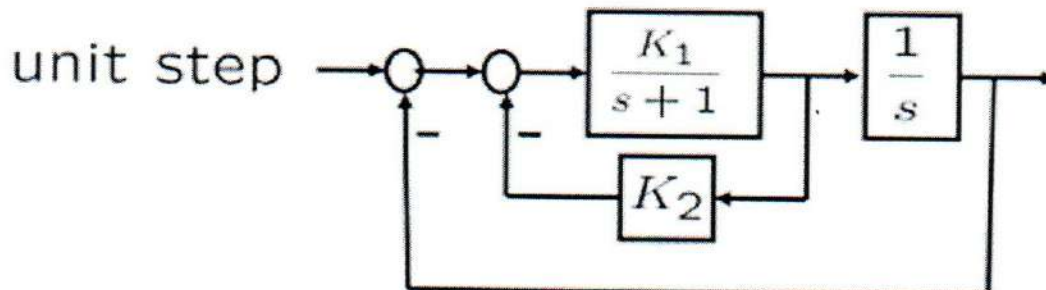 unit step
K₁
s + 1
1
s
−
−
K₂